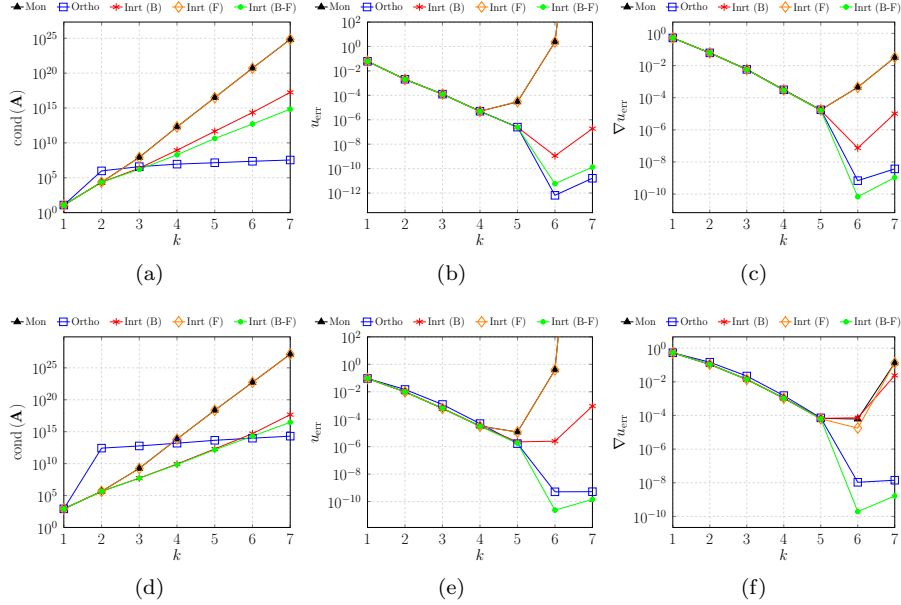 Mon Ortho Inrt (B) Inrt (F) Inrt (B-F)
Mon Ortho Inrt (B) Inrt (F) Inrt (B-F)
Mon Ortho Inrt (B) Inrt (F) Inrt (B-F)
cond (A)
10^25
10^20
10^15
10^10
10^5
10^0
1 2 3 4 5 6 7
k
(a)
u_err
10^2
10^0
10^−2
10^−4
10^−6
10^−8
10^−10
10^−12
1 2 3 4 5 6 7
k
(b)
∇u_err
10^0
10^−2
10^−4
10^−6
10^−8
10^−10
1 2 3 4 5 6 7
k
(c)
Mon Ortho Inrt (B) Inrt (F) Inrt (B-F)
Mon Ortho Inrt (B) Inrt (F) Inrt (B-F)
Mon Ortho Inrt (B) Inrt (F) Inrt (B-F)
cond (A)
10^25
10^20
10^15
10^10
10^5
10^0
1 2 3 4 5 6 7
k
(d)
u_err
10^2
10^0
10^−2
10^−4
10^−6
10^−8
10^−10
1 2 3 4 5 6 7
k
(e)
∇u_err
10^0
10^−2
10^−4
10^−6
10^−8
10^−10
1 2 3 4 5 6 7
k
(f)